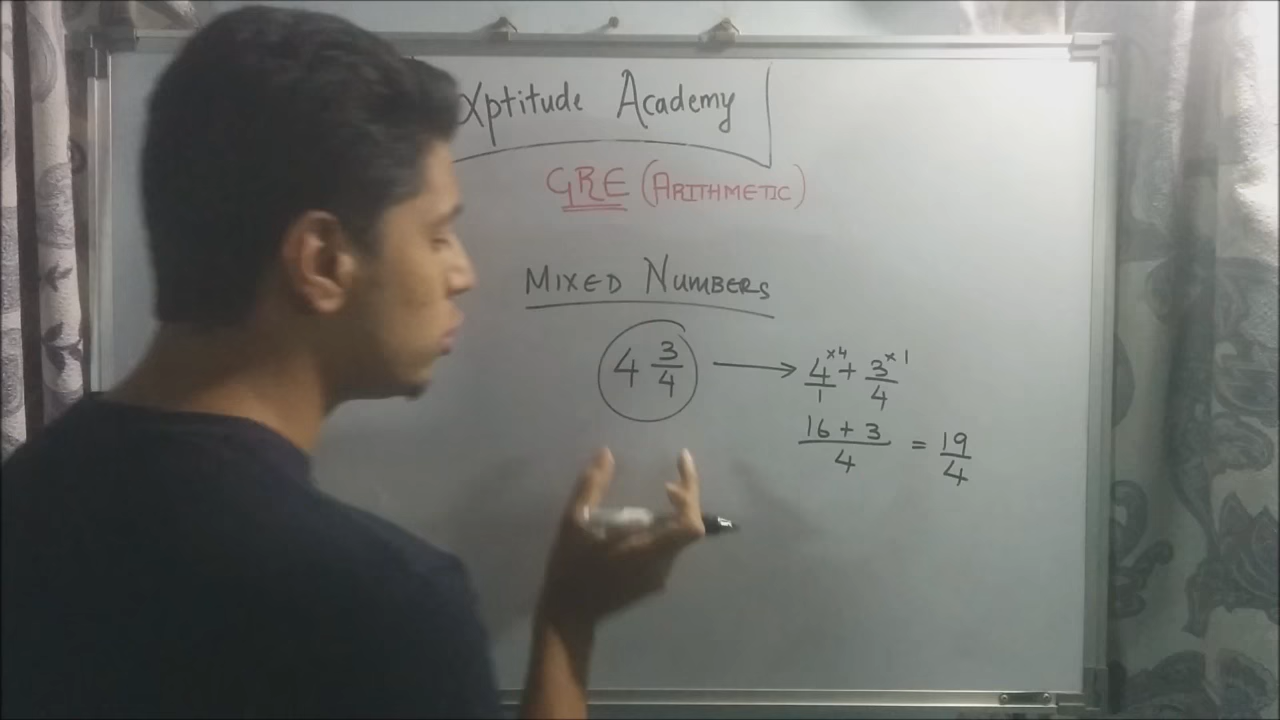 Xptitude Academy
GRE (ARITHMETIC)
MIXED NUMBERS
4 3/4 → 4/1 ×4 + 3/4 ×1
16 + 3 / 4 = 19/4